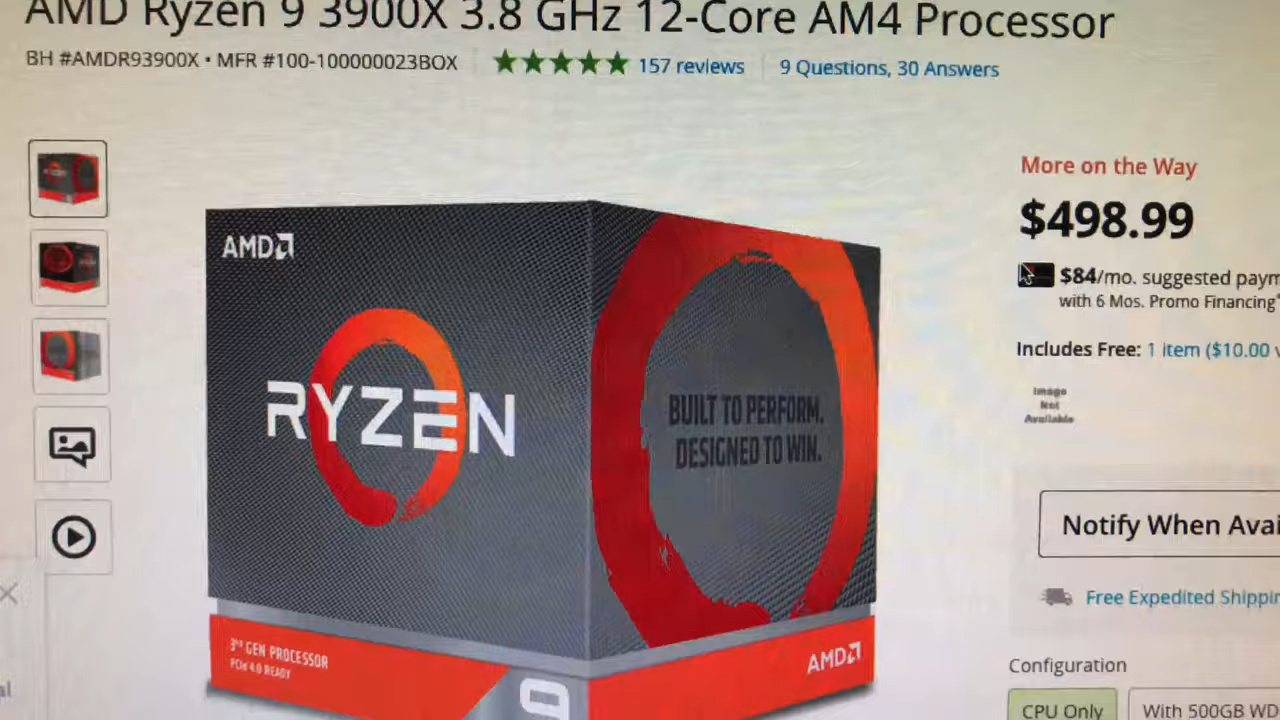 AMD Ryzen 9 3900X 3.8 GHz 12-Core AM4 Processor
BH #AMDR93900X • MFR #100-100000023BOX
157 reviews
9 Questions, 30 Answers
More on the Way
$498.99
$84/mo. suggested paym
with 6 Mos. Promo Financing*
Includes Free: 1 item ($10.00 v
Image
Not
Available
AMD
RYZEN
BUILT TO PERFORM.
DESIGNED TO WIN.
Notify When Avai
Free Expedited Shippin
3rd GEN PROCESSOR
PCIe 4.0 READY
AMD
9
al
Configuration
CPU Only
With 500GB WD